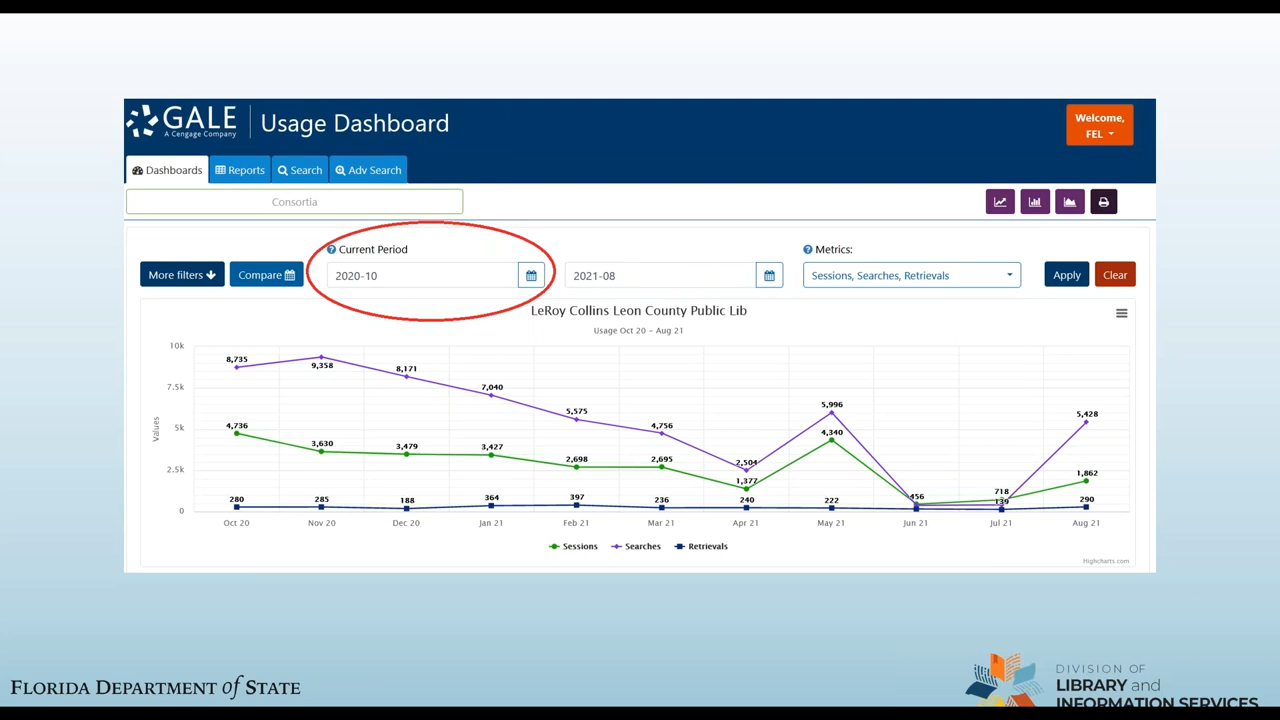 GALE
A Cengage Company
Usage Dashboard
Welcome,
FEL
Dashboards
Reports
Search
Adv Search
Consortia
Current Period
Metrics:
More filters
Compare
2020-10
2021-08
Sessions, Searches, Retrievals
Apply
Clear
LeRoy Collins Leon County Public Lib
Usage Oct 20 – Aug 21
Values
10k
7.5k
5k
2.5k
0
8,735
9,358
8,171
7,040
5,575
4,756
2,504
5,996
5,428
4,736
3,630
3,479
3,427
2,698
2,695
1,377
4,340
456
718
1,862
280
285
188
364
397
236
240
222
139
290
Oct 20
Nov 20
Dec 20
Jan 21
Feb 21
Mar 21
Apr 21
May 21
Jun 21
Jul 21
Aug 21
Sessions
Searches
Retrievals
Highcharts.com
FLORIDA DEPARTMENT of STATE
DIVISION OF
LIBRARY and
INFORMATION SERVICES